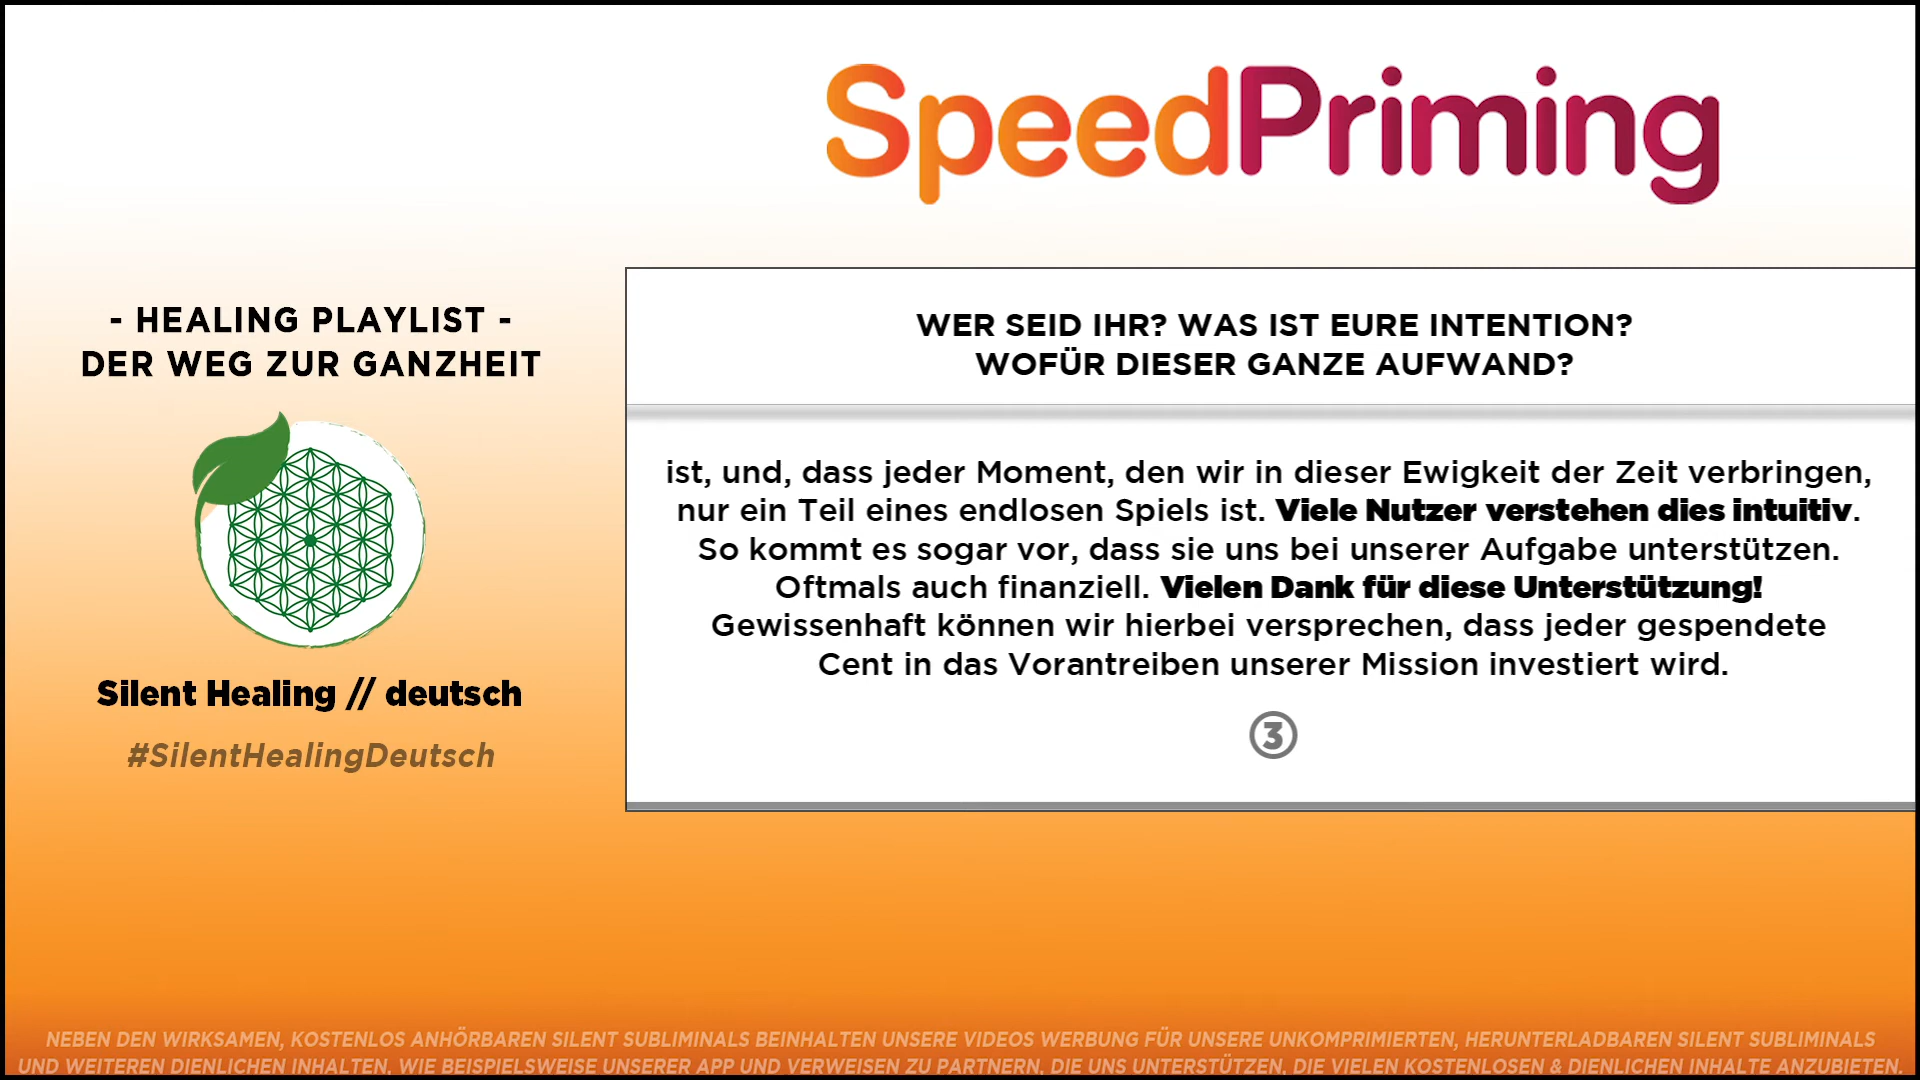 SpeedPriming
- HEALING PLAYLIST -
DER WEG ZUR GANZHEIT
Silent Healing // deutsch
#SilentHealingDeutsch
WER SEID IHR? WAS IST EURE INTENTION?
WOFÜR DIESER GANZE AUFWAND?
ist, und, dass jeder Moment, den wir in dieser Ewigkeit der Zeit verbringen,
nur ein Teil eines endlosen Spiels ist. Viele Nutzer verstehen dies intuitiv.
So kommt es sogar vor, dass sie uns bei unserer Aufgabe unterstützen.
Oftmals auch finanziell. Vielen Dank für diese Unterstützung!
Gewissenhaft können wir hierbei versprechen, dass jeder gespendete
Cent in das Vorantreiben unserer Mission investiert wird.
3
NEBEN DEN WIRKSAMEN, KOSTENLOS ANHÖRBAREN SILENT SUBLIMINALS BEINHALTEN UNSERE VIDEOS WERBUNG FÜR UNSERE UNKOMPRIMIERTEN, HERUNTERLADBAREN SILENT SUBLIMINALS
UND WEITEREN DIENLICHEN INHALTEN, WIE BEISPIELSWEISE UNSERER APP UND VERWEISEN ZU PARTNERN, DIE UNS UNTERSTÜTZEN, DIE VIELEN KOSTENLOSEN & DIENLICHEN INHALTE ANZUBIETEN.